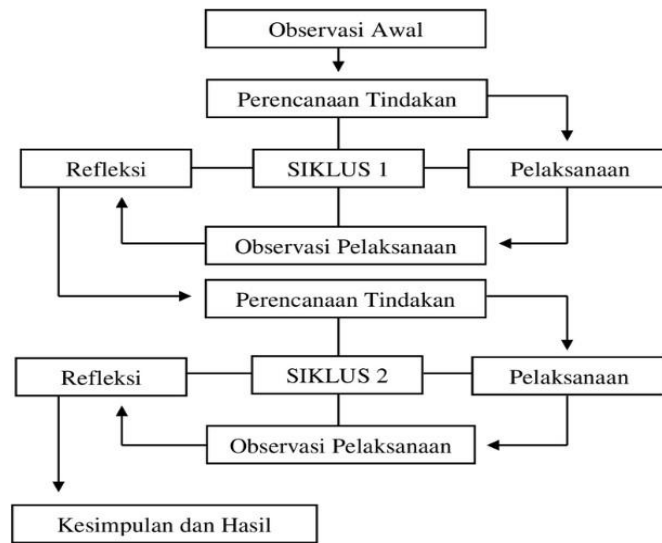 Observasi Awal
Perencanaan Tindakan
Refleksi
SIKLUS 1
Pelaksanaan
Observasi Pelaksanaan
Perencanaan Tindakan
Refleksi
SIKLUS 2
Pelaksanaan
Observasi Pelaksanaan
Kesimpulan dan Hasil